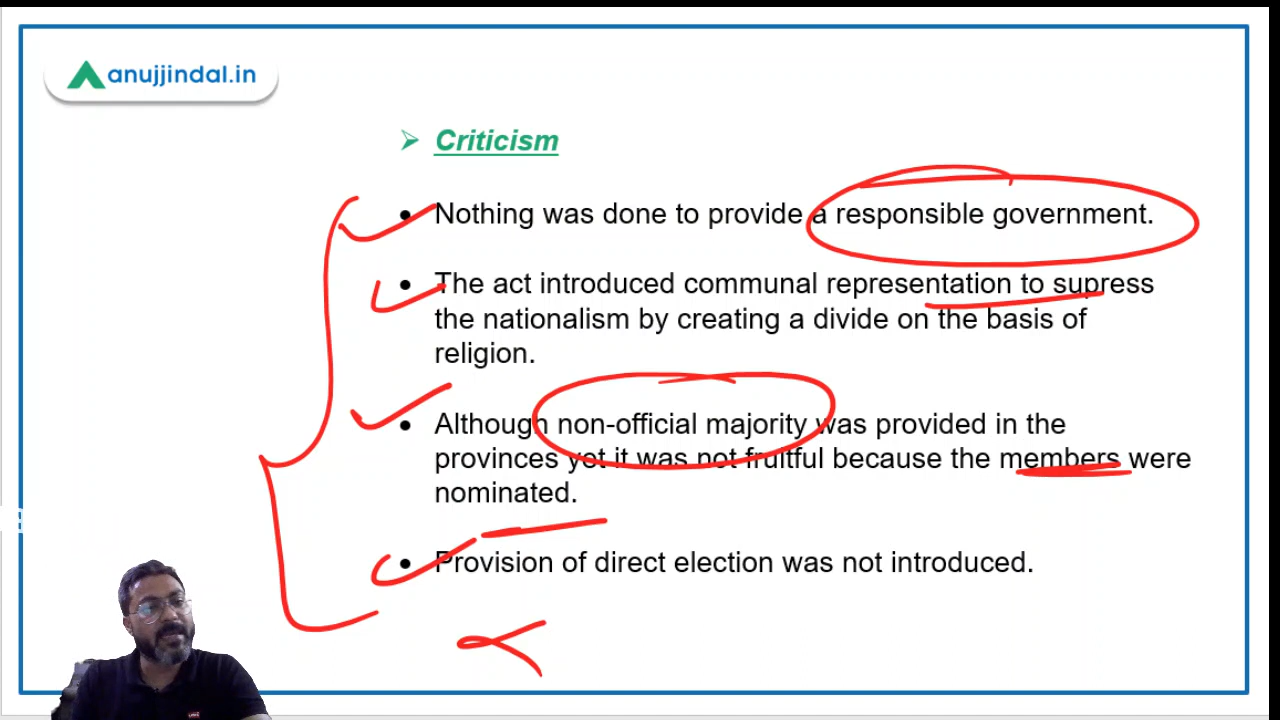 anujjindal.in
Criticism
Nothing was done to provide a responsible government.
The act introduced communal representation to supress
the nationalism by creating a divide on the basis of
religion.
Although non-official majority was provided in the
provinces yet it was not fruitful because the members were
nominated.
Provision of direct election was not introduced.